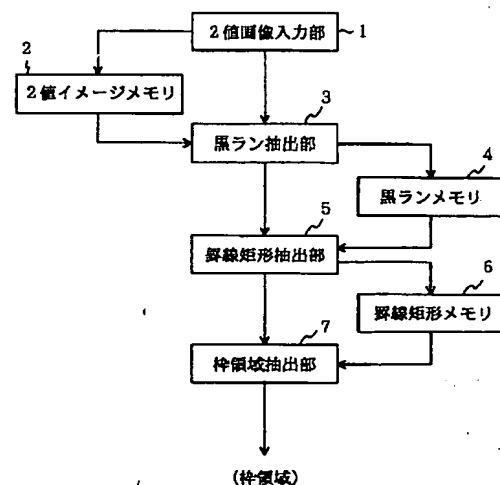 2値画像入力部
1
2
2値イメージメモリ
3
黒ラン抽出部
4
黒ランメモリ
5
罫線矩形抽出部
6
罫線矩形メモリ
7
枠領域抽出部
(枠領域)